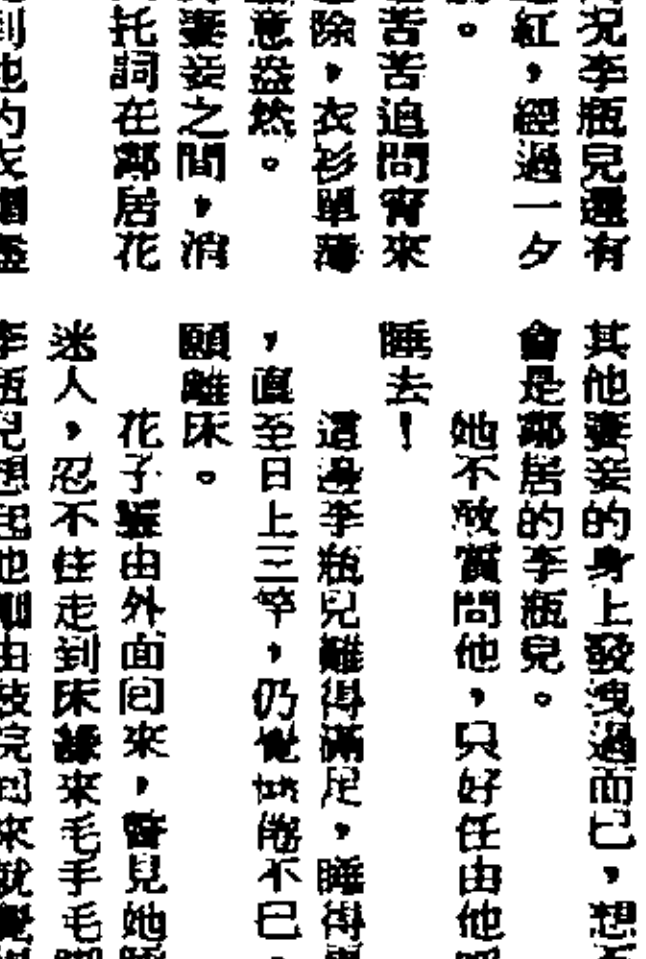 况李瓶兒還有
紅，經過一夕
。
苦苦追問宵來
除，衣衫單薄
意盎然。
妻妾之間，消
托詞在鄰居花
到他的衣
其他妻妾的身上發洩過而已，想
會是鄰居的李瓶兒。
她不敢質問他，只好任由他
睡去！
這邊李瓶兒難得滿足，睡得
，直至日上三竿，仍覺慵倦不已，
願離床。
花子虛由外面回來，瞥見她
迷人，忍不住走到床緣來毛手毛
李瓶兒想起他剛由妓院回來就覺